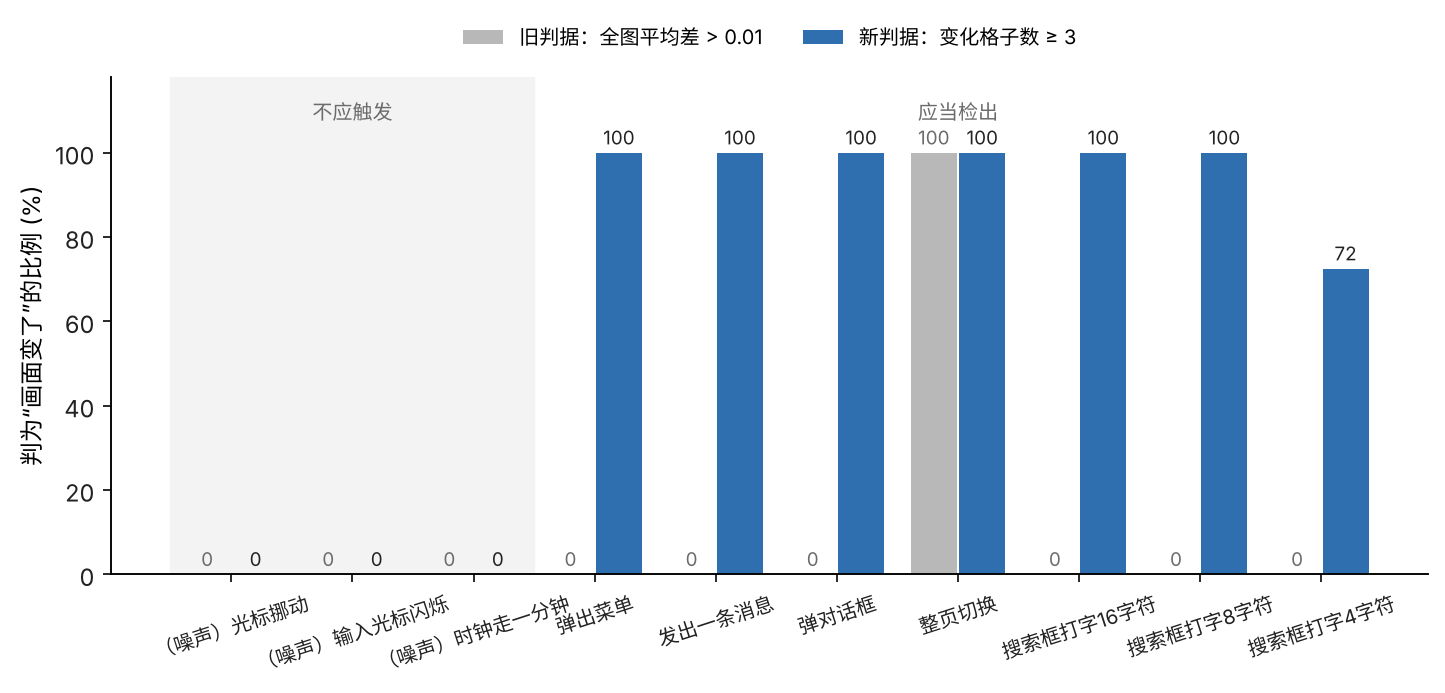 旧判据：全图平均差 > 0.01
新判据：变化格子数 ≥ 3
判为"画面变了"的比例 (%)
不应触发
应当检出
100
80
60
40
20
0
0 0
0 0
0 0
0 100
0 100
0 100
100 100
0 100
0 100
0 72
（噪声）光标挪动
（噪声）输入光标闪烁
（噪声）时钟走一分钟
弹出菜单
发出一条消息
弹对话框
整页切换
搜索框打字16字符
搜索框打字8字符
搜索框打字4字符